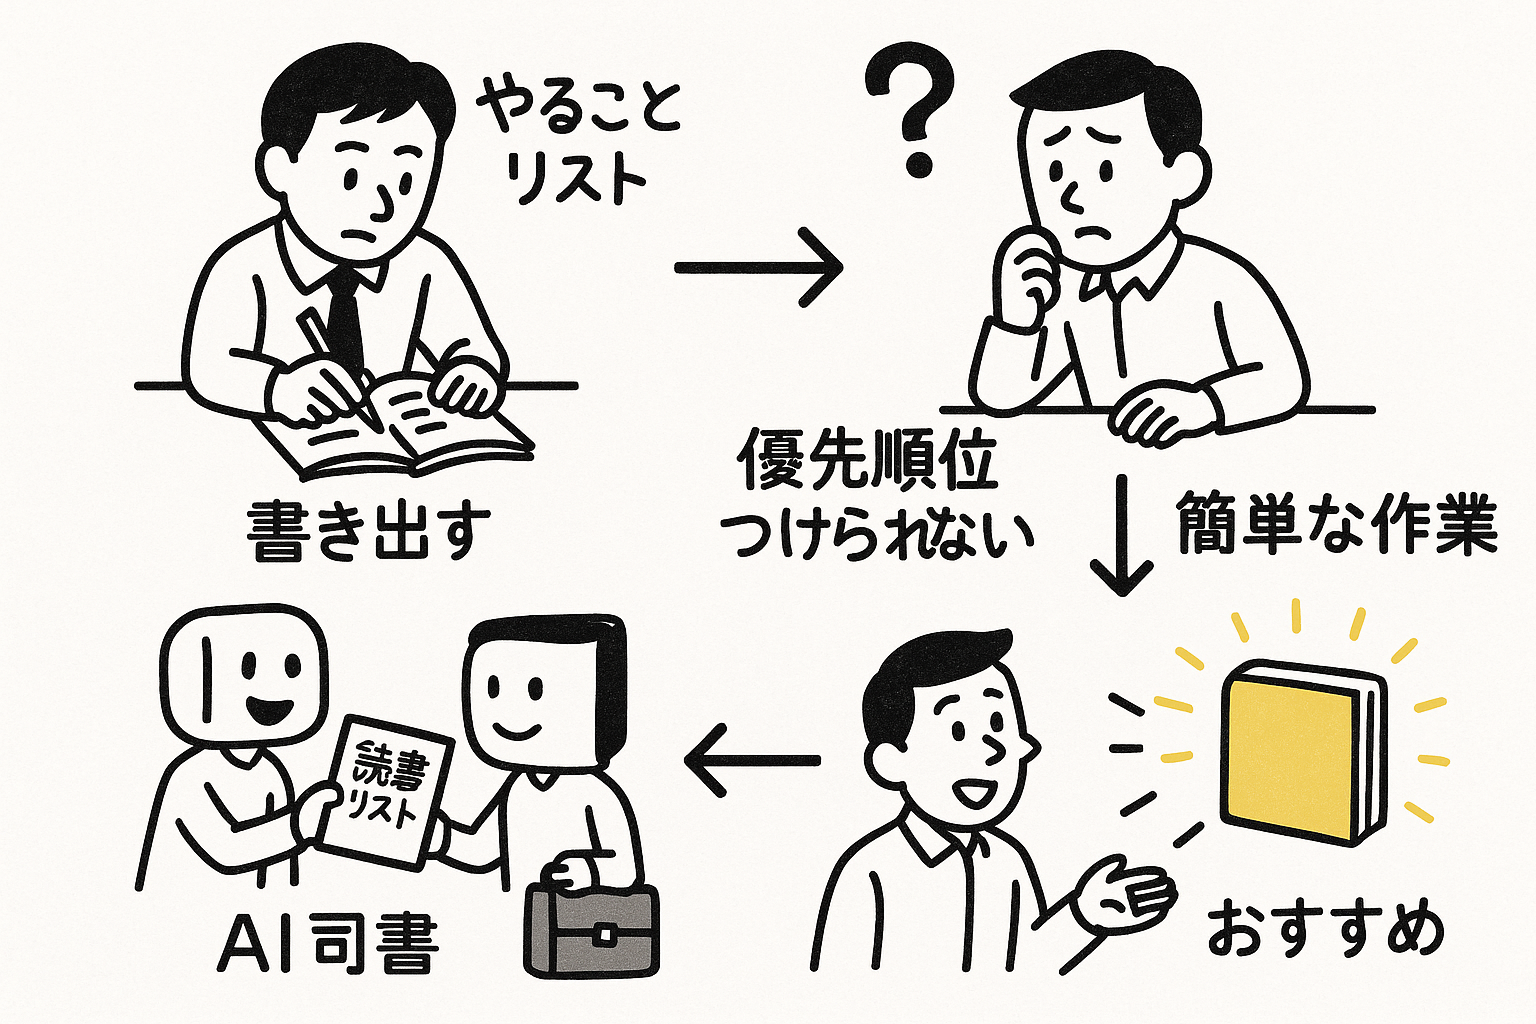 やること
リスト
?
書き出す
優先順位
つけられない
簡単な作業
おすすめ
読書
リスト
AI司書